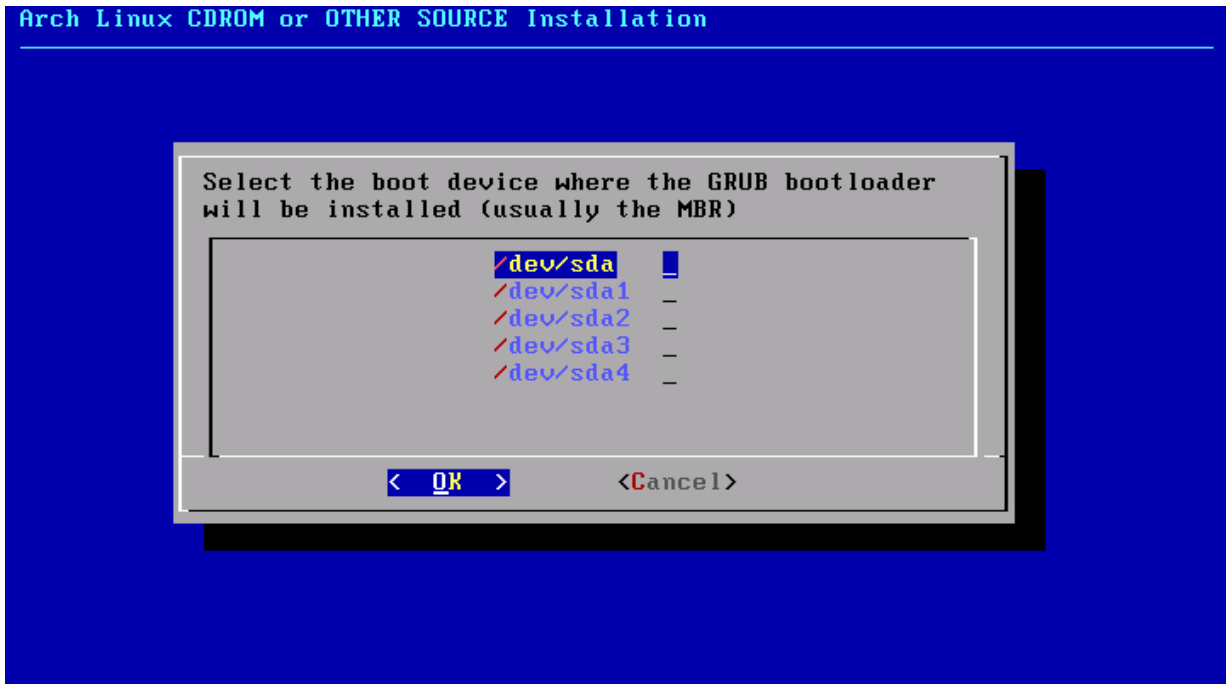 Arch Linux CDROM or OTHER SOURCE Installation
Select the boot device where the GRUB bootloader
will be installed (usually the MBR)
/dev/sda _
/dev/sda1 _
/dev/sda2 _
/dev/sda3 _
/dev/sda4 _
< OK > <Cancel>